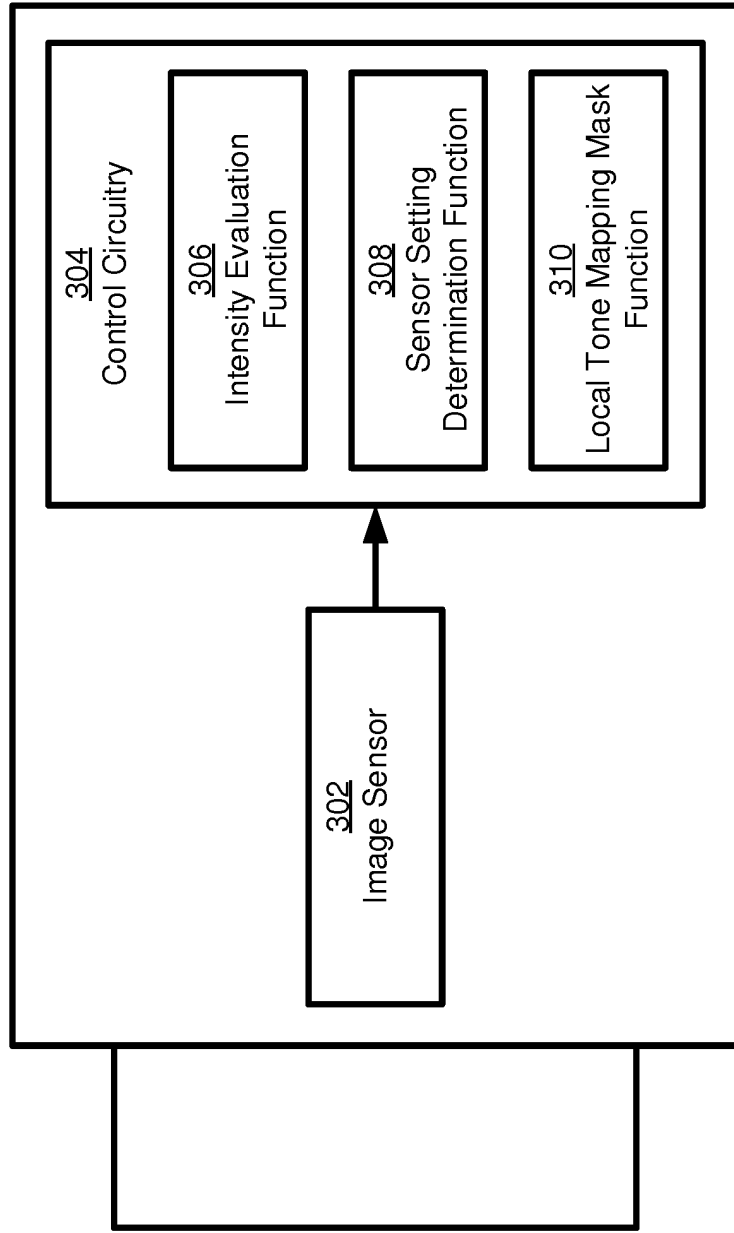 304
Control Circuitry
306
Intensity Evaluation
Function
308
Sensor Setting
Determination Function
310
Local Tone Mapping Mask
Function
302
Image Sensor